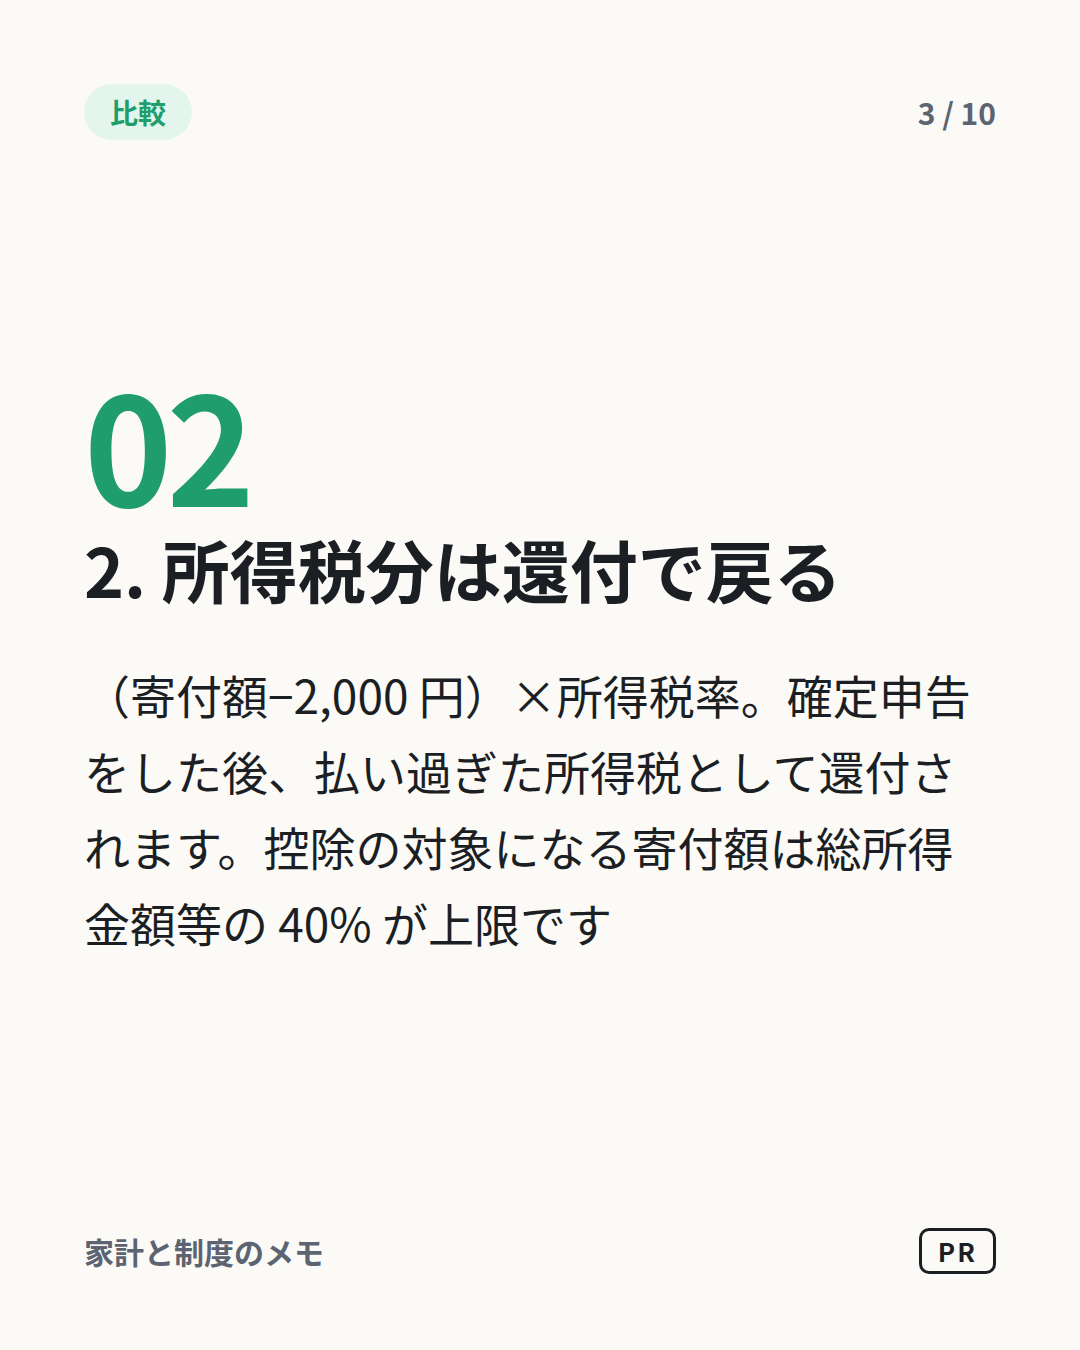 比較
3 / 10
02
2. 所得税分は還付で戻る
（寄付額−2,000 円）×所得税率。確定申告
をした後、払い過ぎた所得税として還付さ
れます。控除の対象になる寄付額は総所得
金額等の 40% が上限です
家計と制度のメモ
PR